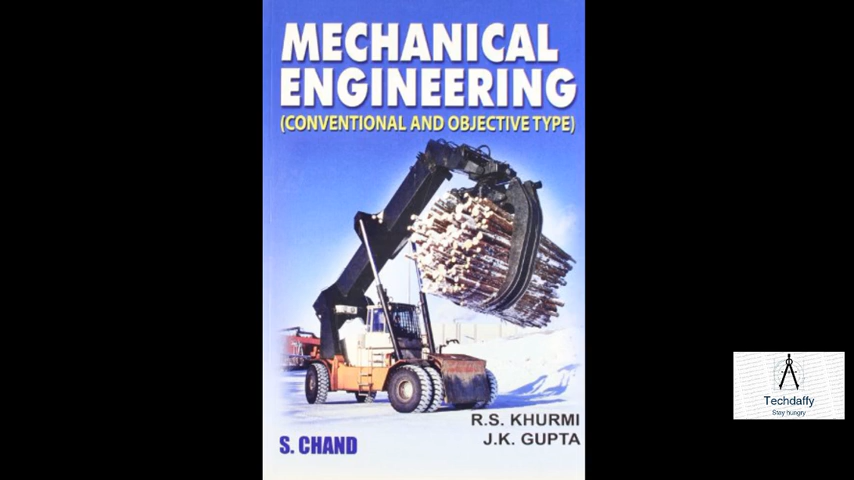 MECHANICAL
ENGINEERING
(CONVENTIONAL AND OBJECTIVE TYPE)
R.S. KHURMI
J.K. GUPTA
S. CHAND
Techdaffy
Stay hungry